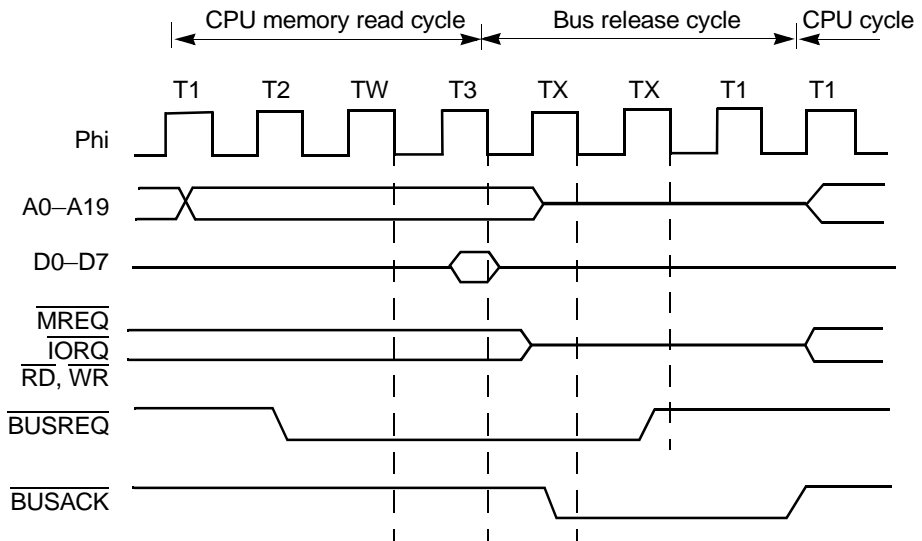 CPU memory read cycle Bus release cycle CPU cycle
T1 T2 TW T3 TX TX T1 T1
Phi
A0–A19
D0–D7
MREQ
IORQ
RD, WR
BUSREQ
BUSACK